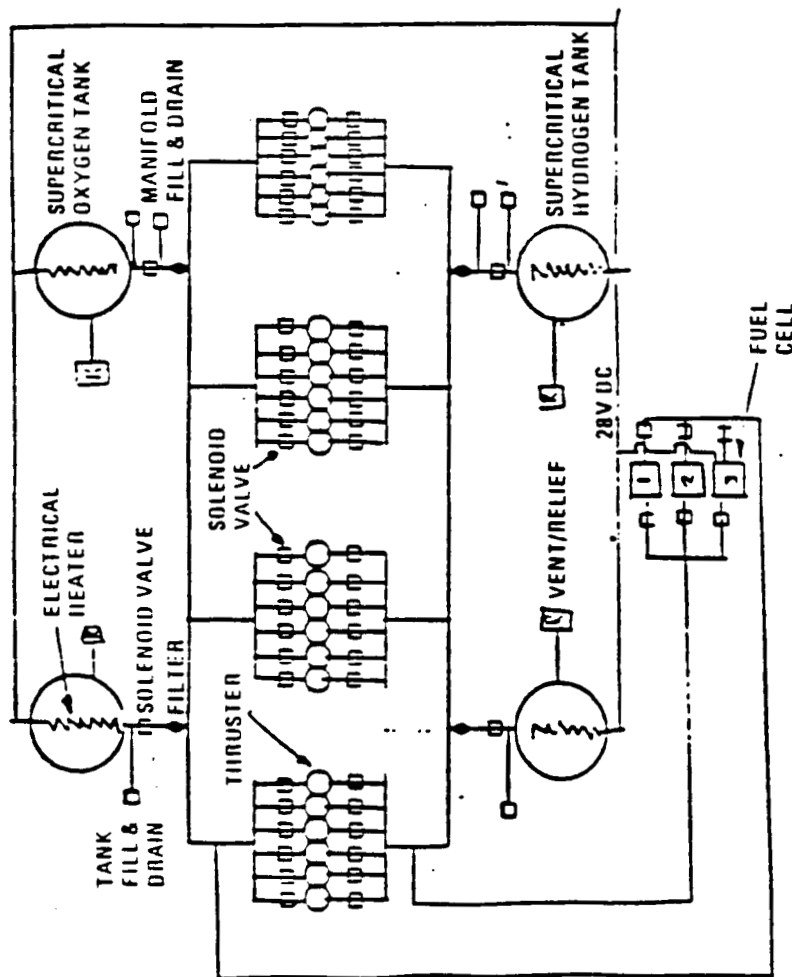 SUPERCRITICAL
OXYGEN TANK
MANIFOLD
FILL & DRAIN
ELECTRICAL
HEATER
SOLENOID VALVE
FILTER
TANK
FILL &
DRAIN
SOLENOID
VALVE
THRUSTER
SUPERCRITICAL
HYDROGEN TANK
28V DC
VENT/RELIEF
FUEL
CELL
1
2
3